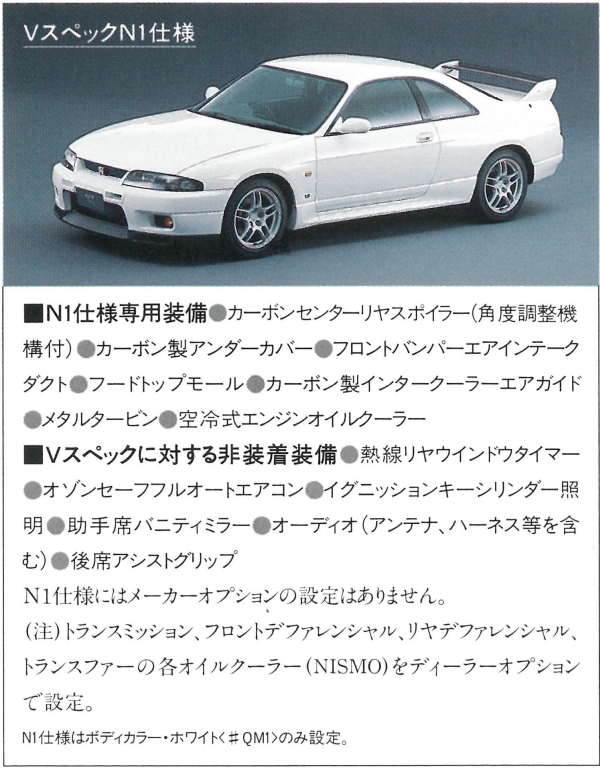 VスペックN1仕様
■N1仕様専用装備●カーボンセンターリヤスポイラー(角度調整機
構付)●カーボン製アンダーカバー●フロントバンパーエアインテーク
ダクト●フードトップモール●カーボン製インタークーラーエアガイド
●メタルタービン●空冷式エンジンオイルクーラー
■Vスペックに対する非装着装備●熱線リヤウインドウタイマー
●オゾンセーフフルオートエアコン●イグニッションキーシリンダー照
明●助手席バニティミラー●オーディオ(アンテナ、ハーネス等を含
む)●後席アシストグリップ
N1仕様にはメーカーオプションの設定はありません。
(注)トランスミッション、フロントデファレンシャル、リヤデファレンシャル、
トランスファーの各オイルクーラー(NISMO)をディーラーオプション
で設定。
N1仕様はボディカラー・ホワイト〈♯QM1〉のみ設定。